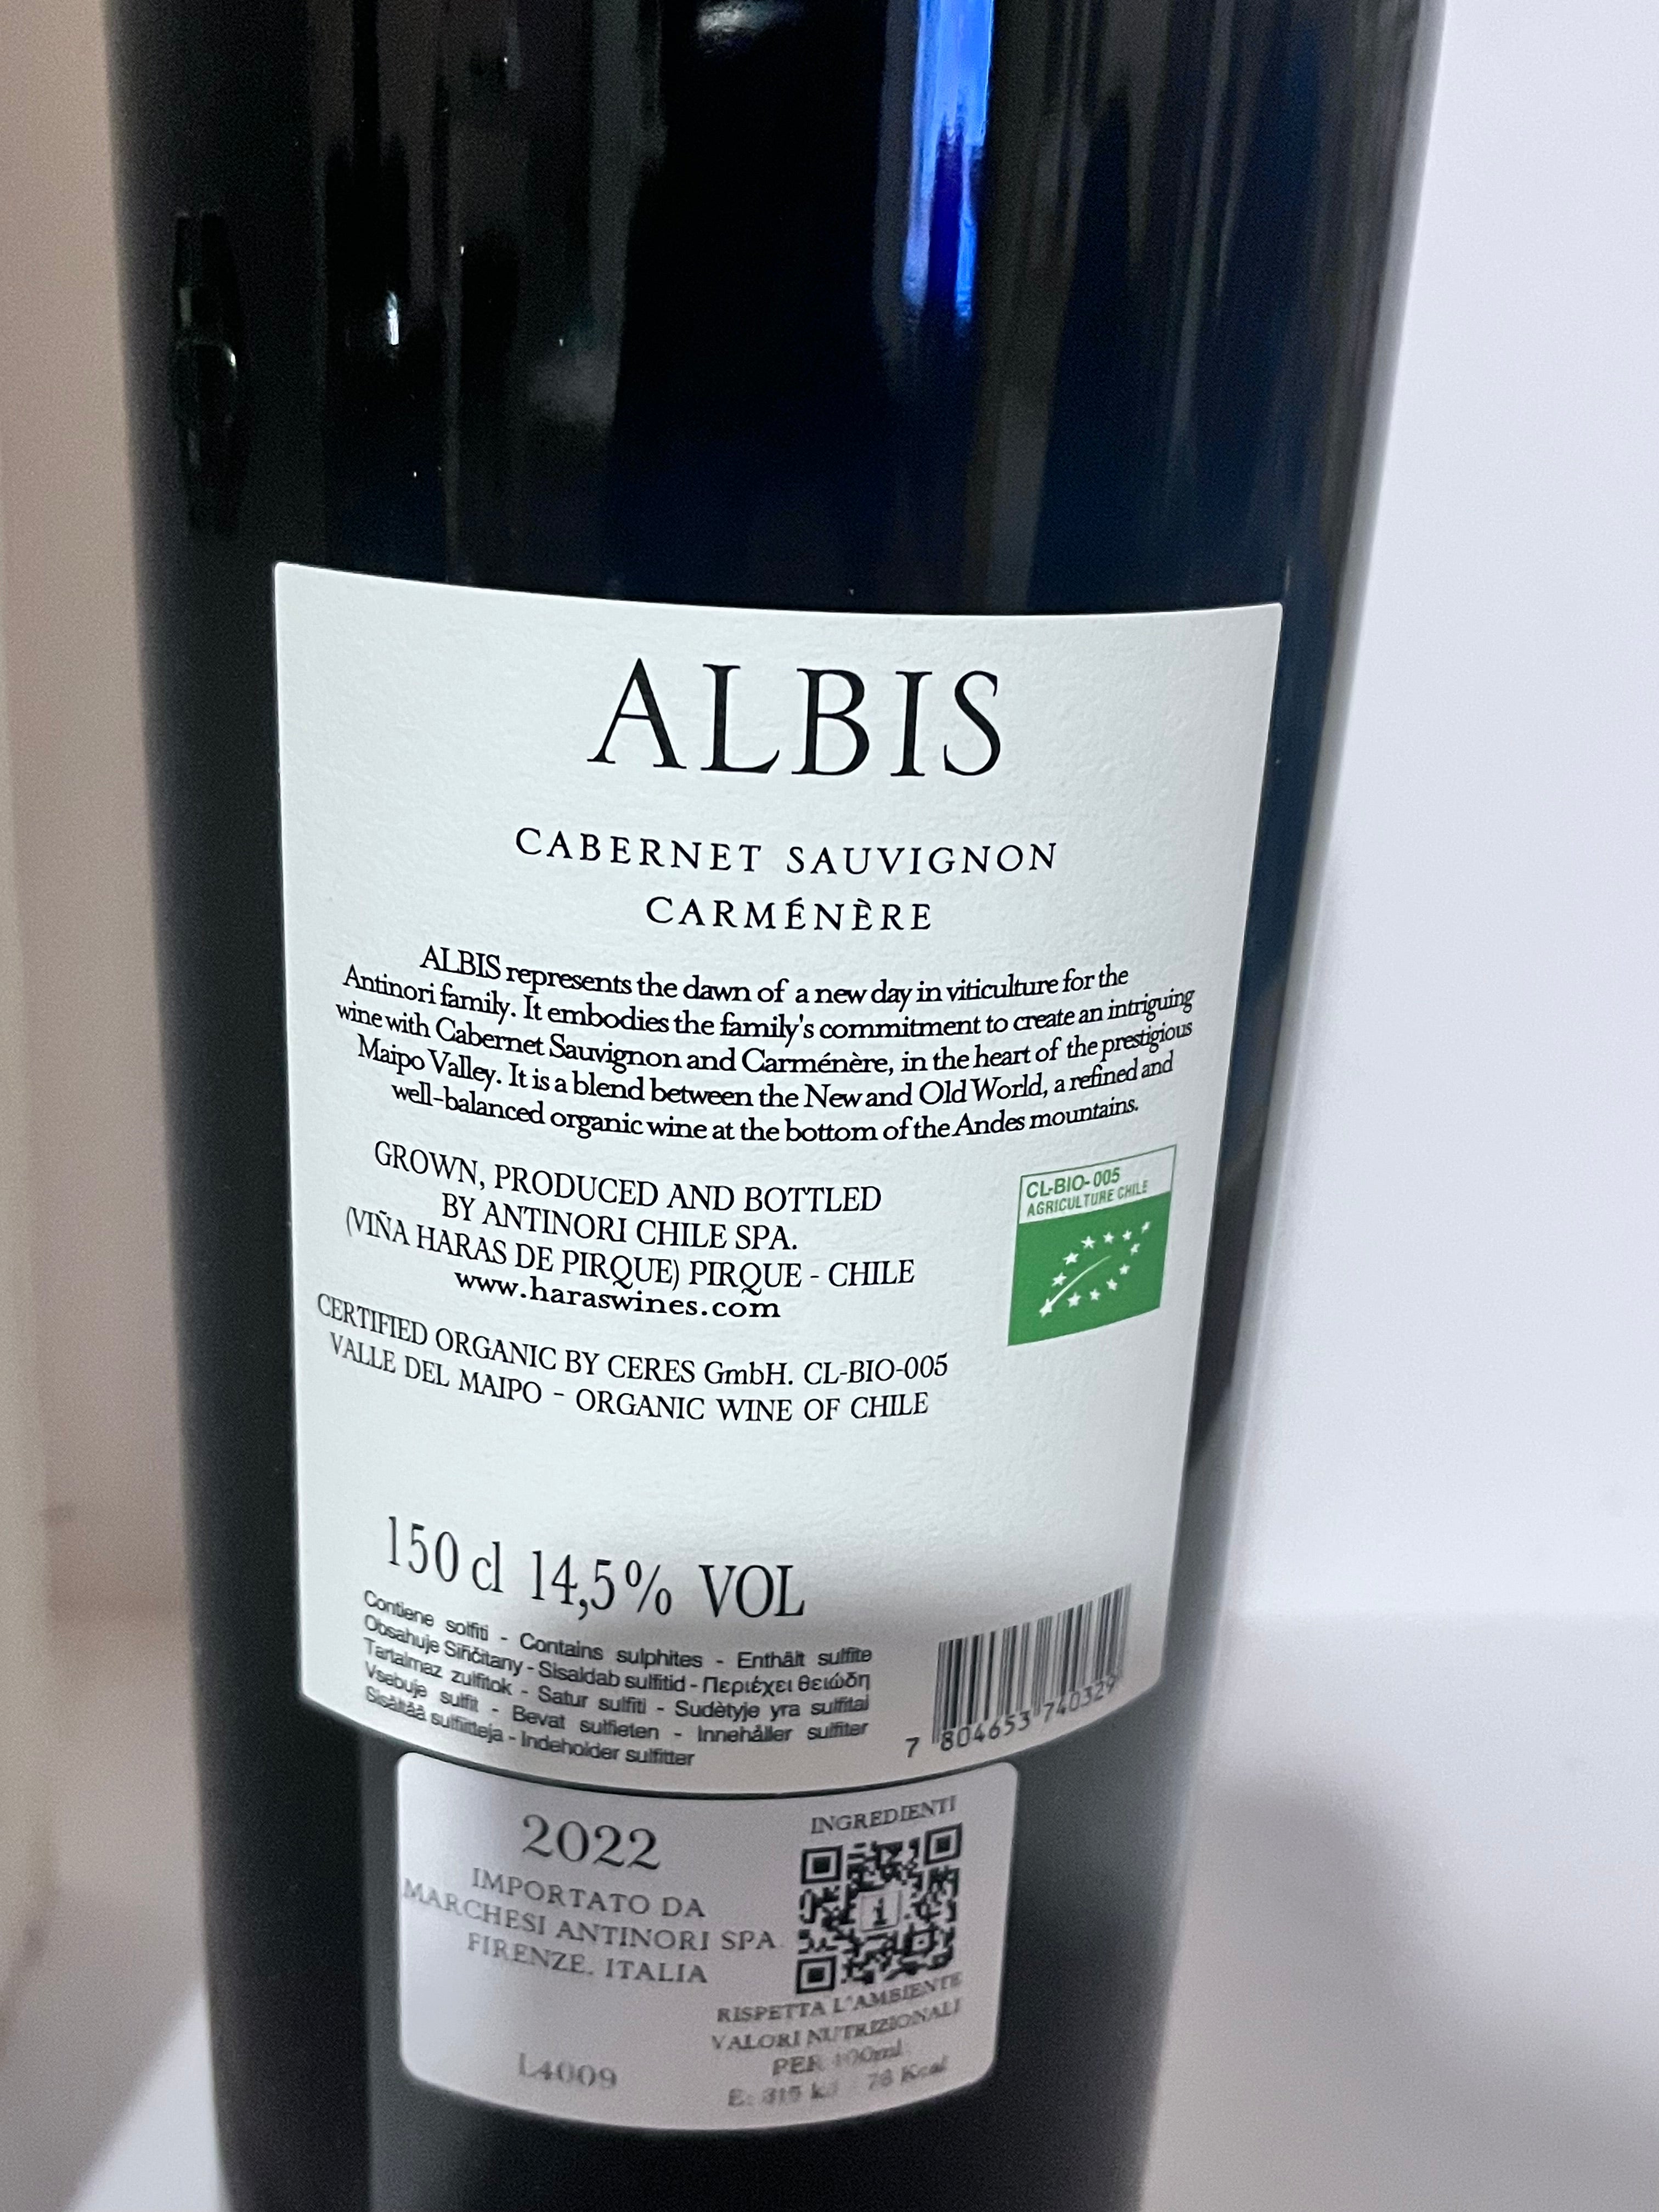 ALBIS
CABERNET SAUVIGNON
CARMÉNÈRE
ALBIS represents the dawn of a new day in viticulture for the
Antinori family. It embodies the family's commitment to create an intriguing
wine with Cabernet Sauvignon and Carménère, in the heart of the prestigious
Maipo Valley. It is a blend between the New and Old World, a refined and
well-balanced organic wine at the bottom of the Andes mountains.
GROWN, PRODUCED AND BOTTLED
BY ANTINORI CHILE SPA.
(VIÑA HARAS DE PIRQUE) PIRQUE - CHILE
www.haraswines.com
CERTIFIED ORGANIC BY CERES GmbH. CL-BIO-005
VALLE DEL MAIPO - ORGANIC WINE OF CHILE
CL-BIO-005
AGRICULTURE CHILE
150 cl 14,5% VOL
Contiene solfiti - Contains sulphites - Enthält sulfite
Obsahuje Siřičitany - Sisaldab sulfitid - Περιέχει θειώδη
Tartalmaz zulfitok - Satur sulfiti - Sudètyje yra sulfitai
Vsebuje sulfit - Bevat sulfieten - Innehåller sulfiter
Sisältää sulfiitteja - Indeholder sulfitter
7 804653 740329
2022
IMPORTATO DA
MARCHESI ANTINORI SPA
FIRENZE, ITALIA
L4009
INGREDIENTI
i
RISPETTA L'AMBIENTE
VALORI NUTRIZIONALI
PER 100ml
E: 315 kJ 76 Kcal